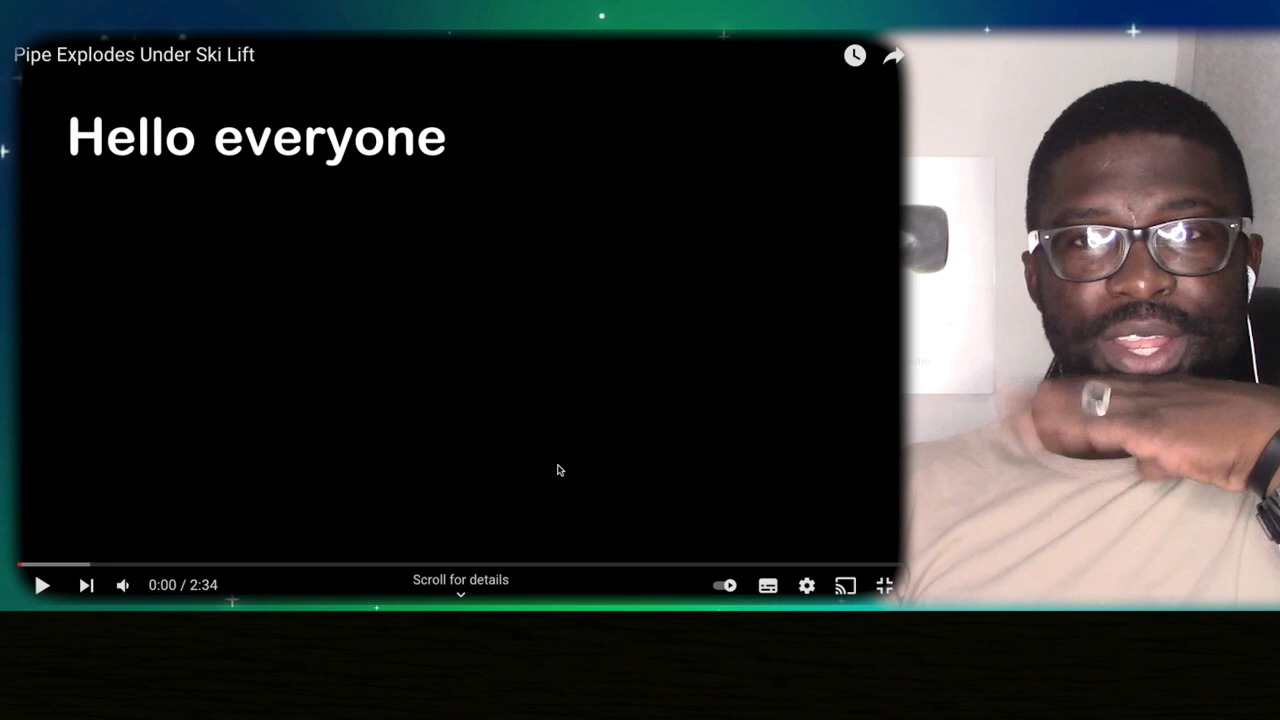 Pipe Explodes Under Ski Lift
Hello everyone
0:00 / 2:34
Scroll for details